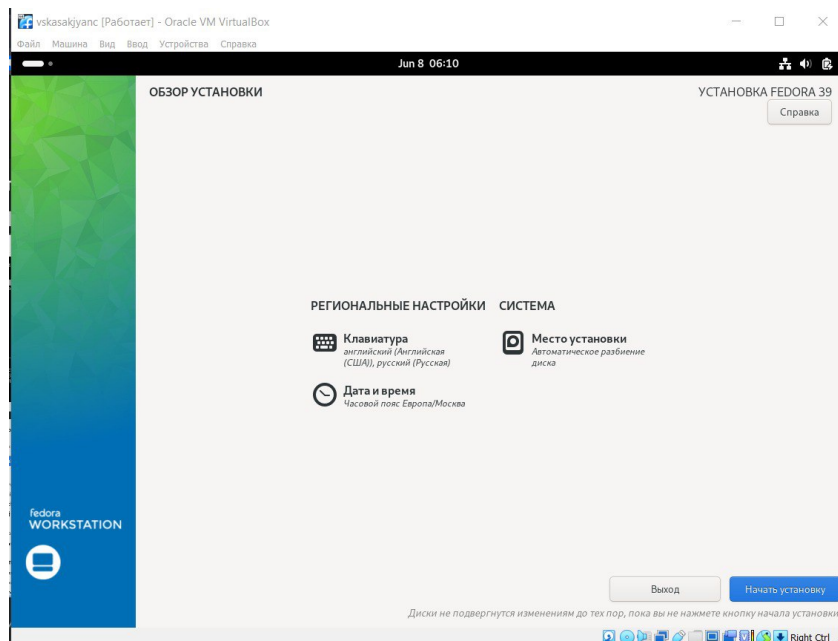 vskasakjyanc [Работает] - Oracle VM VirtualBox
Файл Машина Вид Ввод Устройства Справка
Jun 8 06:10
ОБЗОР УСТАНОВКИ
УСТАНОВКА FEDORA 39
Справка
РЕГИОНАЛЬНЫЕ НАСТРОЙКИ
СИСТЕМА
Клавиатура
английский (Английская
(США)), русский (Русская)
Место установки
Автоматическое разбиение
диска
Дата и время
Часовой пояс Европа/Москва
fedora
WORKSTATION
Выход
Начать установку
Диски не подвергнутся изменениям до тех пор, пока вы не нажмете кнопку начала установки
Right Ctrl